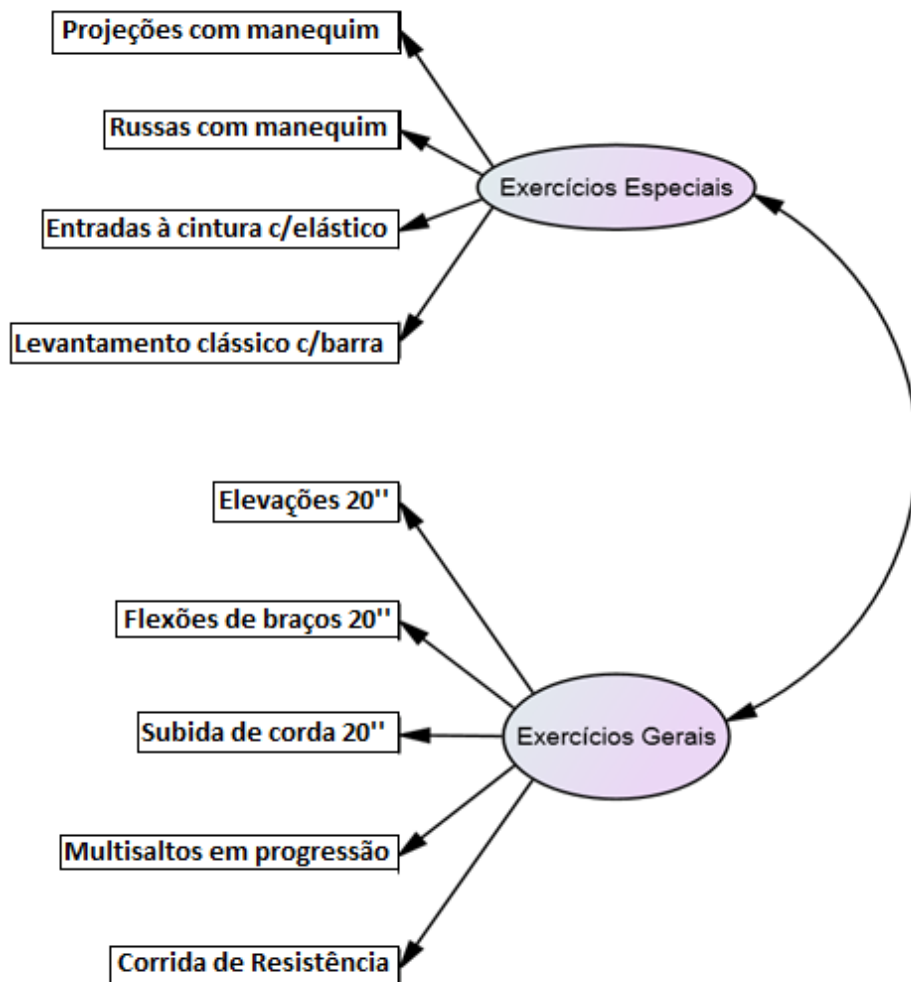 Projeções com manequim
Russas com manequim
Exercícios Especiais
Entradas à cintura c/elástico
Levantamento clássico c/barra
Elevações 20''
Flexões de braços 20''
Subida de corda 20''
Exercícios Gerais
Multisaltos em progressão
Corrida de Resistência